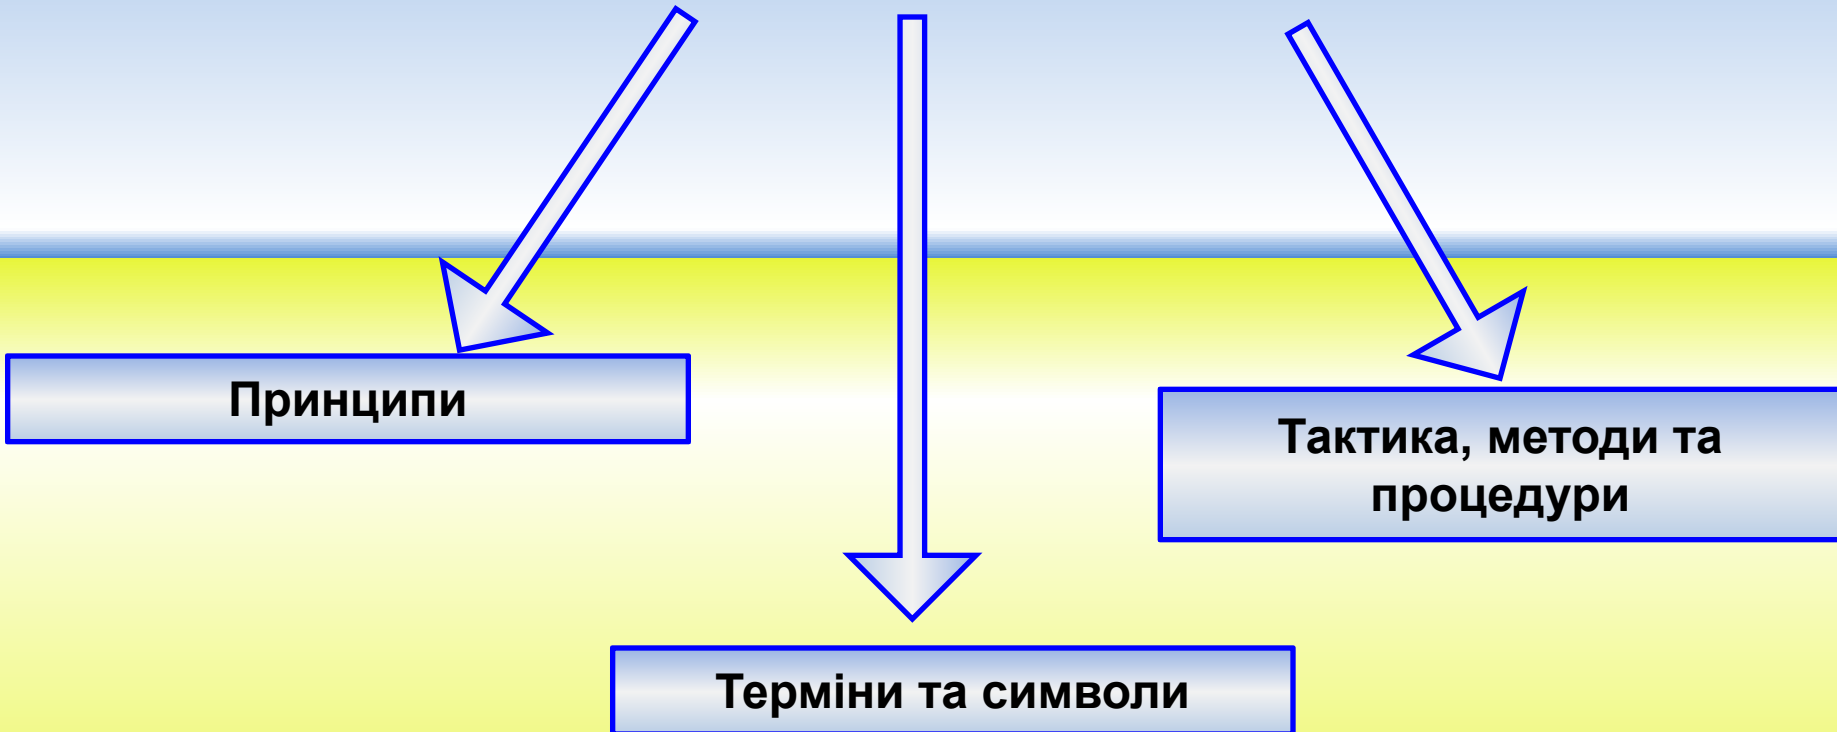 Принципи
Тактика, методи та
процедури
Терміни та символи